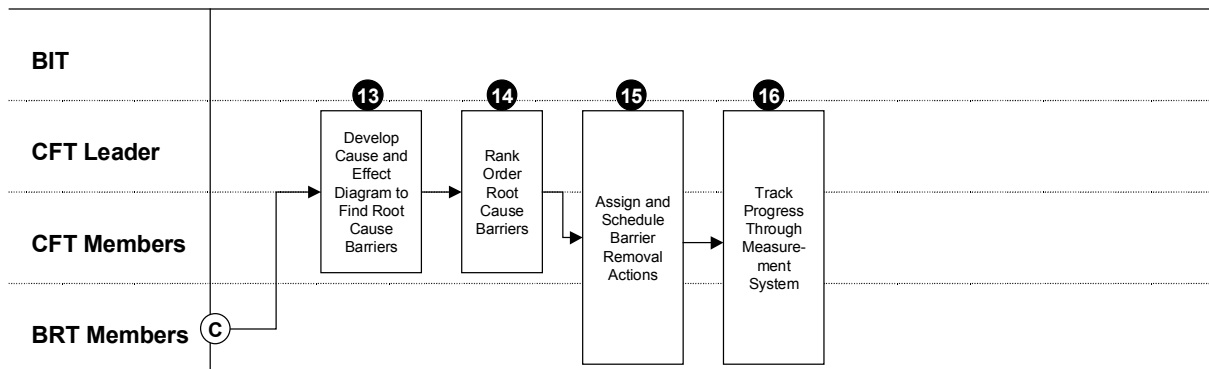 BIT
CFT Leader
CFT Members
BRT Members
C
13
Develop
Cause and
Effect
Diagram to
Find Root
Cause
Barriers
14
Rank
Order
Root
Cause
Barriers
15
Assign and
Schedule
Barrier
Removal
Actions
16
Track
Progress
Through
Measure-
ment
System